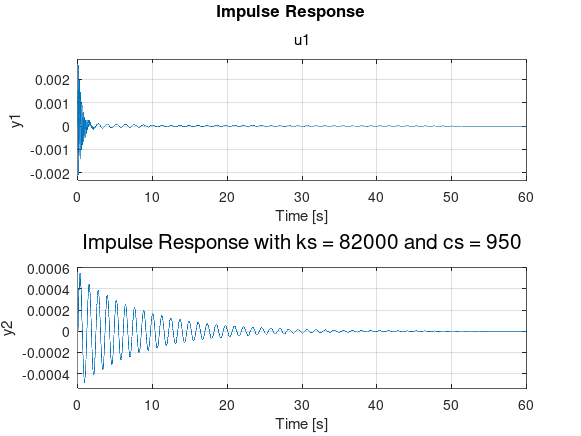 Impulse Response
u1
0.002
0.001
0
-0.001
-0.002
y1
0 10 20 30 40 50 60
Time [s]
Impulse Response with ks = 82000 and cs = 950
0.0006
0.0004
0.0002
0
-0.0002
-0.0004
y2
0 10 20 30 40 50 60
Time [s]